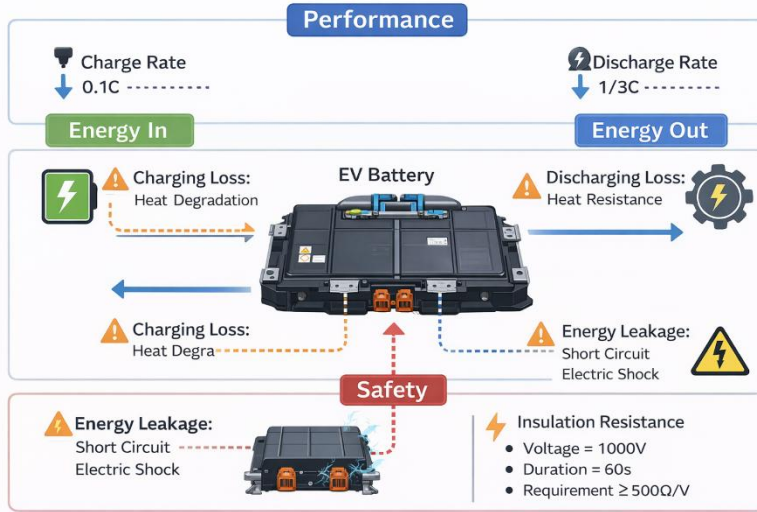 Performance
Charge Rate
0.1C
Discharge Rate
1/3C
Energy In
Energy Out
Charging Loss:
Heat Degradation
EV Battery
Discharging Loss:
Heat Resistance
Charging Loss:
Heat Degra
Energy Leakage:
Short Circuit
Electric Shock
Safety
Energy Leakage:
Short Circuit
Electric Shock
Insulation Resistance
• Voltage = 1000V
• Duration = 60s
• Requirement ≥ 500Ω/V